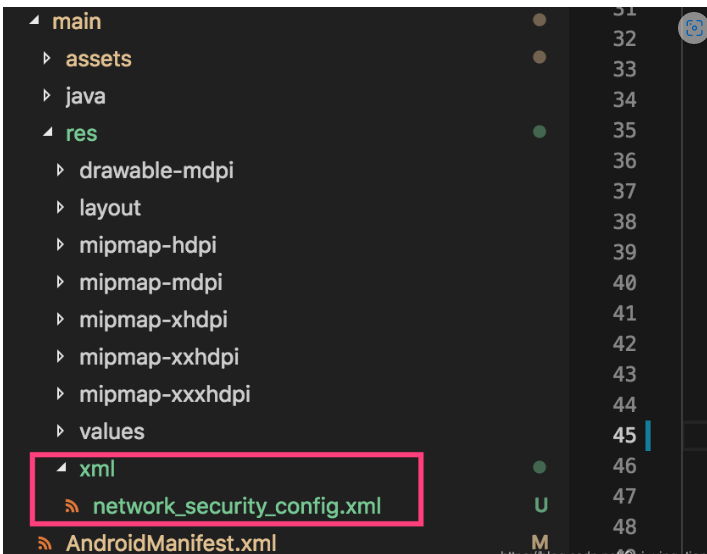 main
assets
java
res
drawable-mdpi
layout
mipmap-hdpi
mipmap-mdpi
mipmap-xhdpi
mipmap-xxhdpi
mipmap-xxxhdpi
values
xml
network_security_config.xml U
AndroidManifest.xml M
31
32
33
34
35
36
37
38
39
40
41
42
43
44
45
46
47
48